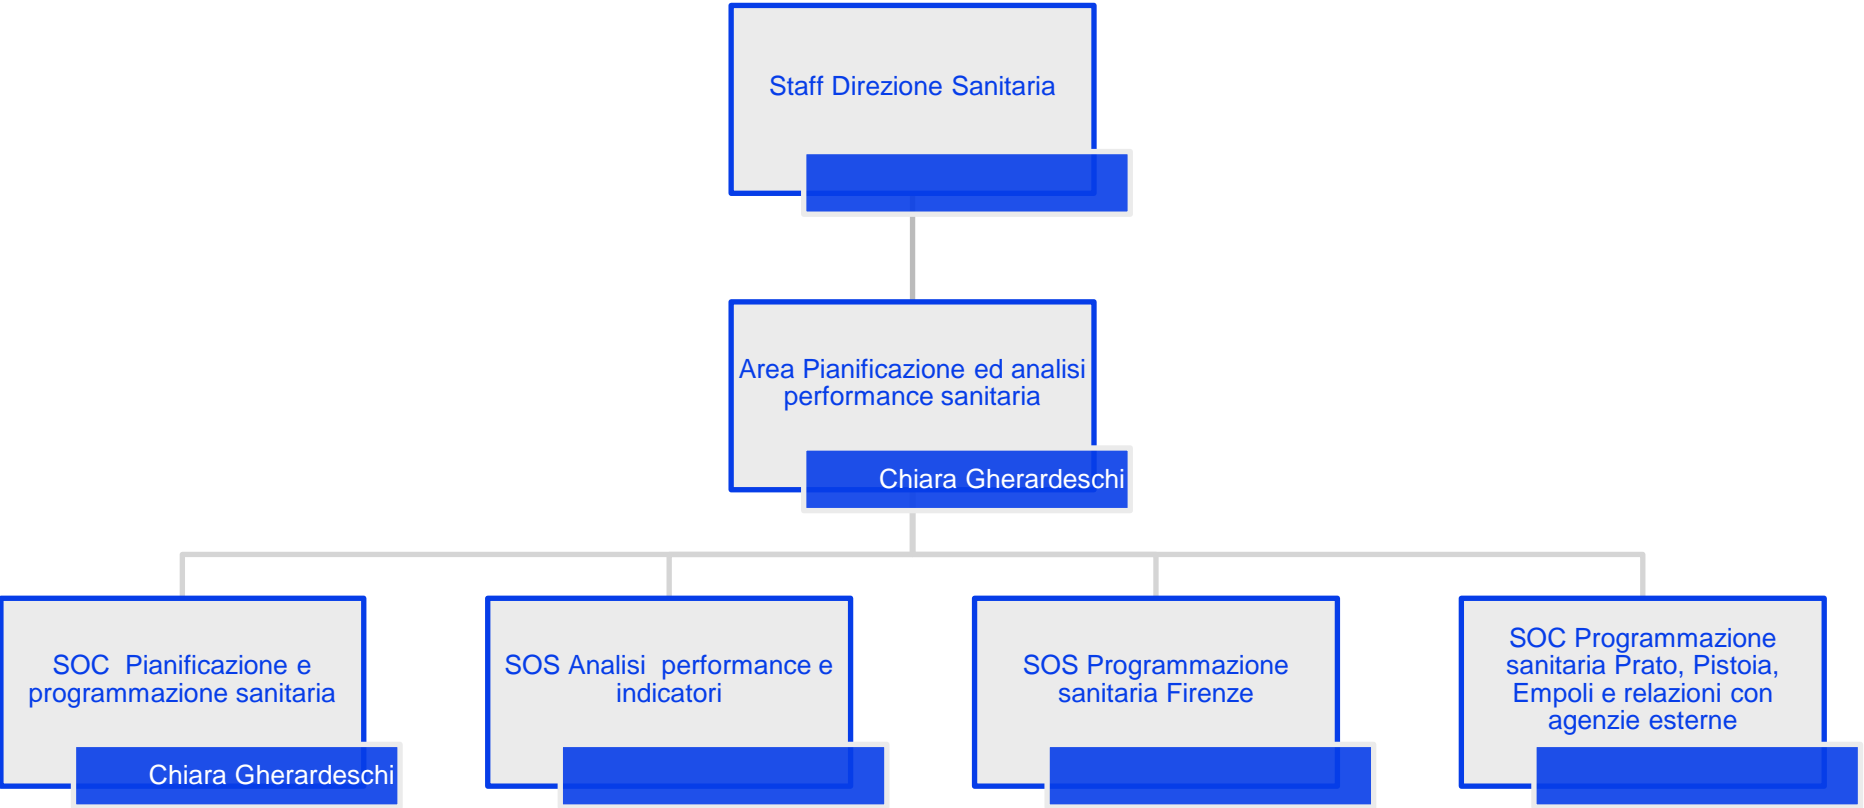 Staff Direzione Sanitaria
Area Pianificazione ed analisi
performance sanitaria
Chiara Gherardeschi
SOC  Pianificazione e
programmazione sanitaria
Chiara Gherardeschi
SOS Analisi  performance e
indicatori
SOS Programmazione
sanitaria Firenze
SOC Programmazione
sanitaria Prato, Pistoia,
Empoli e relazioni con
agenzie esterne